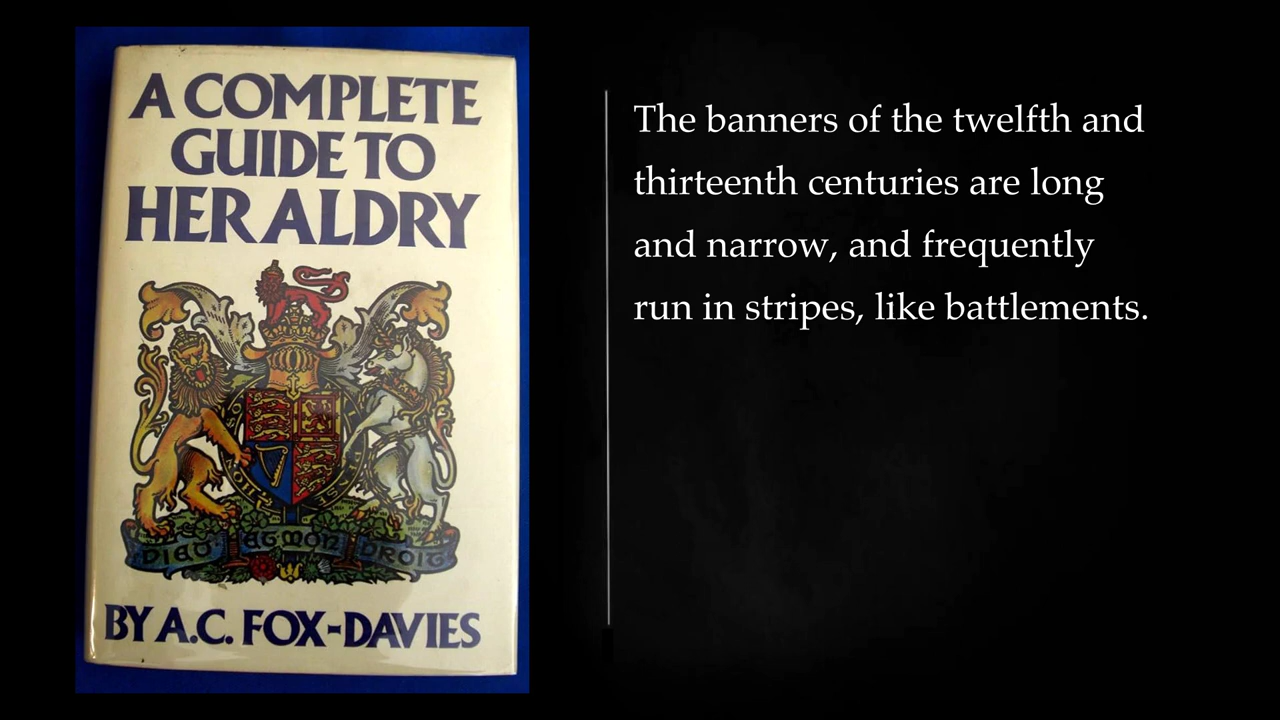 A COMPLETE
GUIDE TO
HERALDRY
DIEU ET MON DROIT
BY A.C. FOX-DAVIES
The banners of the twelfth and
thirteenth centuries are long
and narrow, and frequently
run in stripes, like battlements.